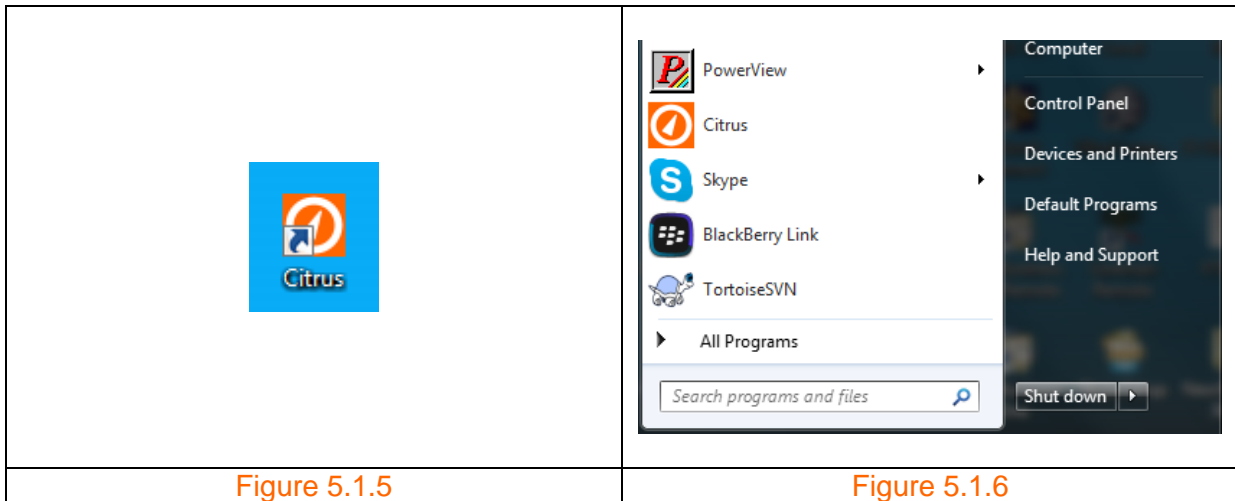 Citrus
Figure 5.1.5
PowerView
Citrus
Skype
BlackBerry Link
TortoiseSVN
All Programs
Search programs and files
Computer
Control Panel
Devices and Printers
Default Programs
Help and Support
Shut down
Figure 5.1.6